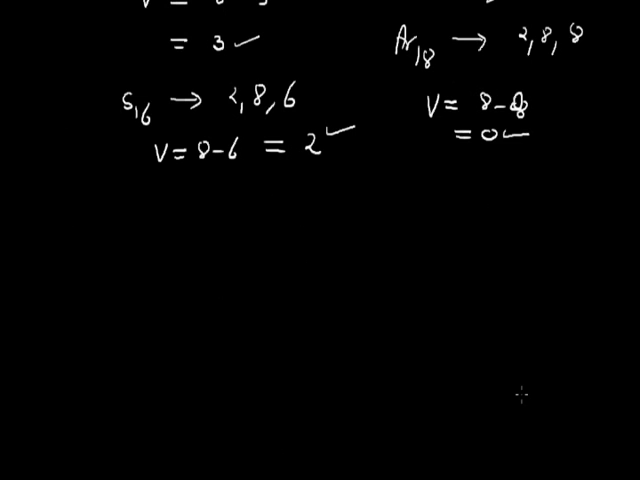 = 3 ✓
S₁₆ → 2, 8, 6
V = 8 - 6 = 2 ✓
Ar₁₈ → 2, 8, 8
V = 8 - 8
= 0 ✓